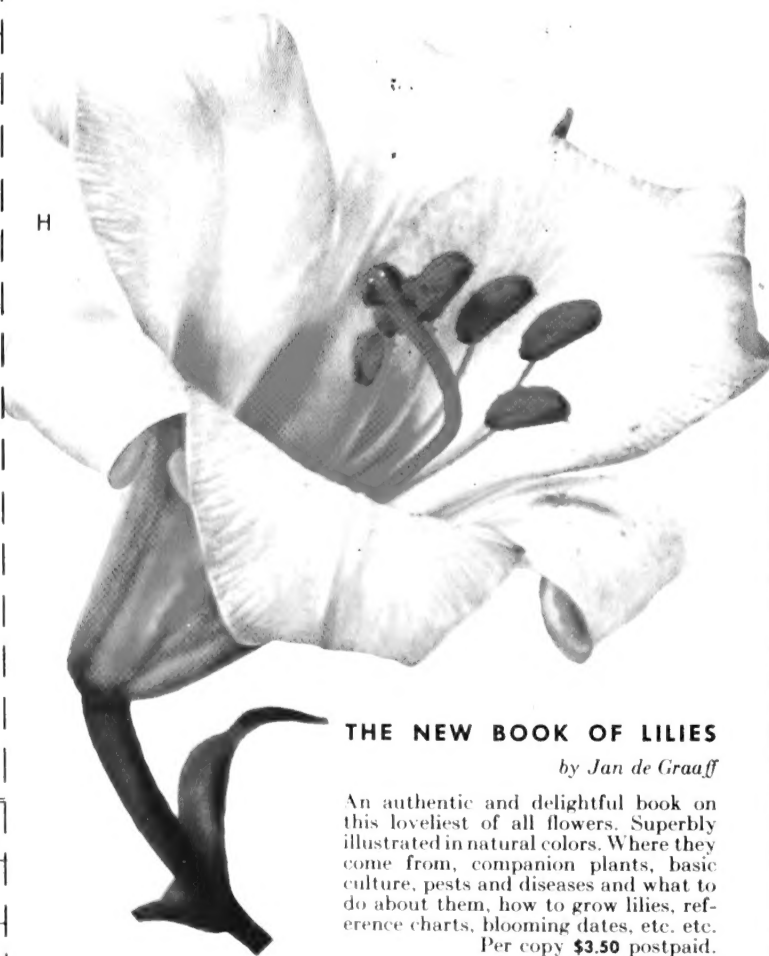 H
THE NEW BOOK OF LILIES
by Jan de Graaff
An authentic and delightful book on
this loveliest of all flowers. Superbly
illustrated in natural colors. Where they
come from, companion plants, basic
culture, pests and diseases and what to
do about them, how to grow lilies, ref-
erence charts, blooming dates, etc. etc.
Per copy $3.50 postpaid.